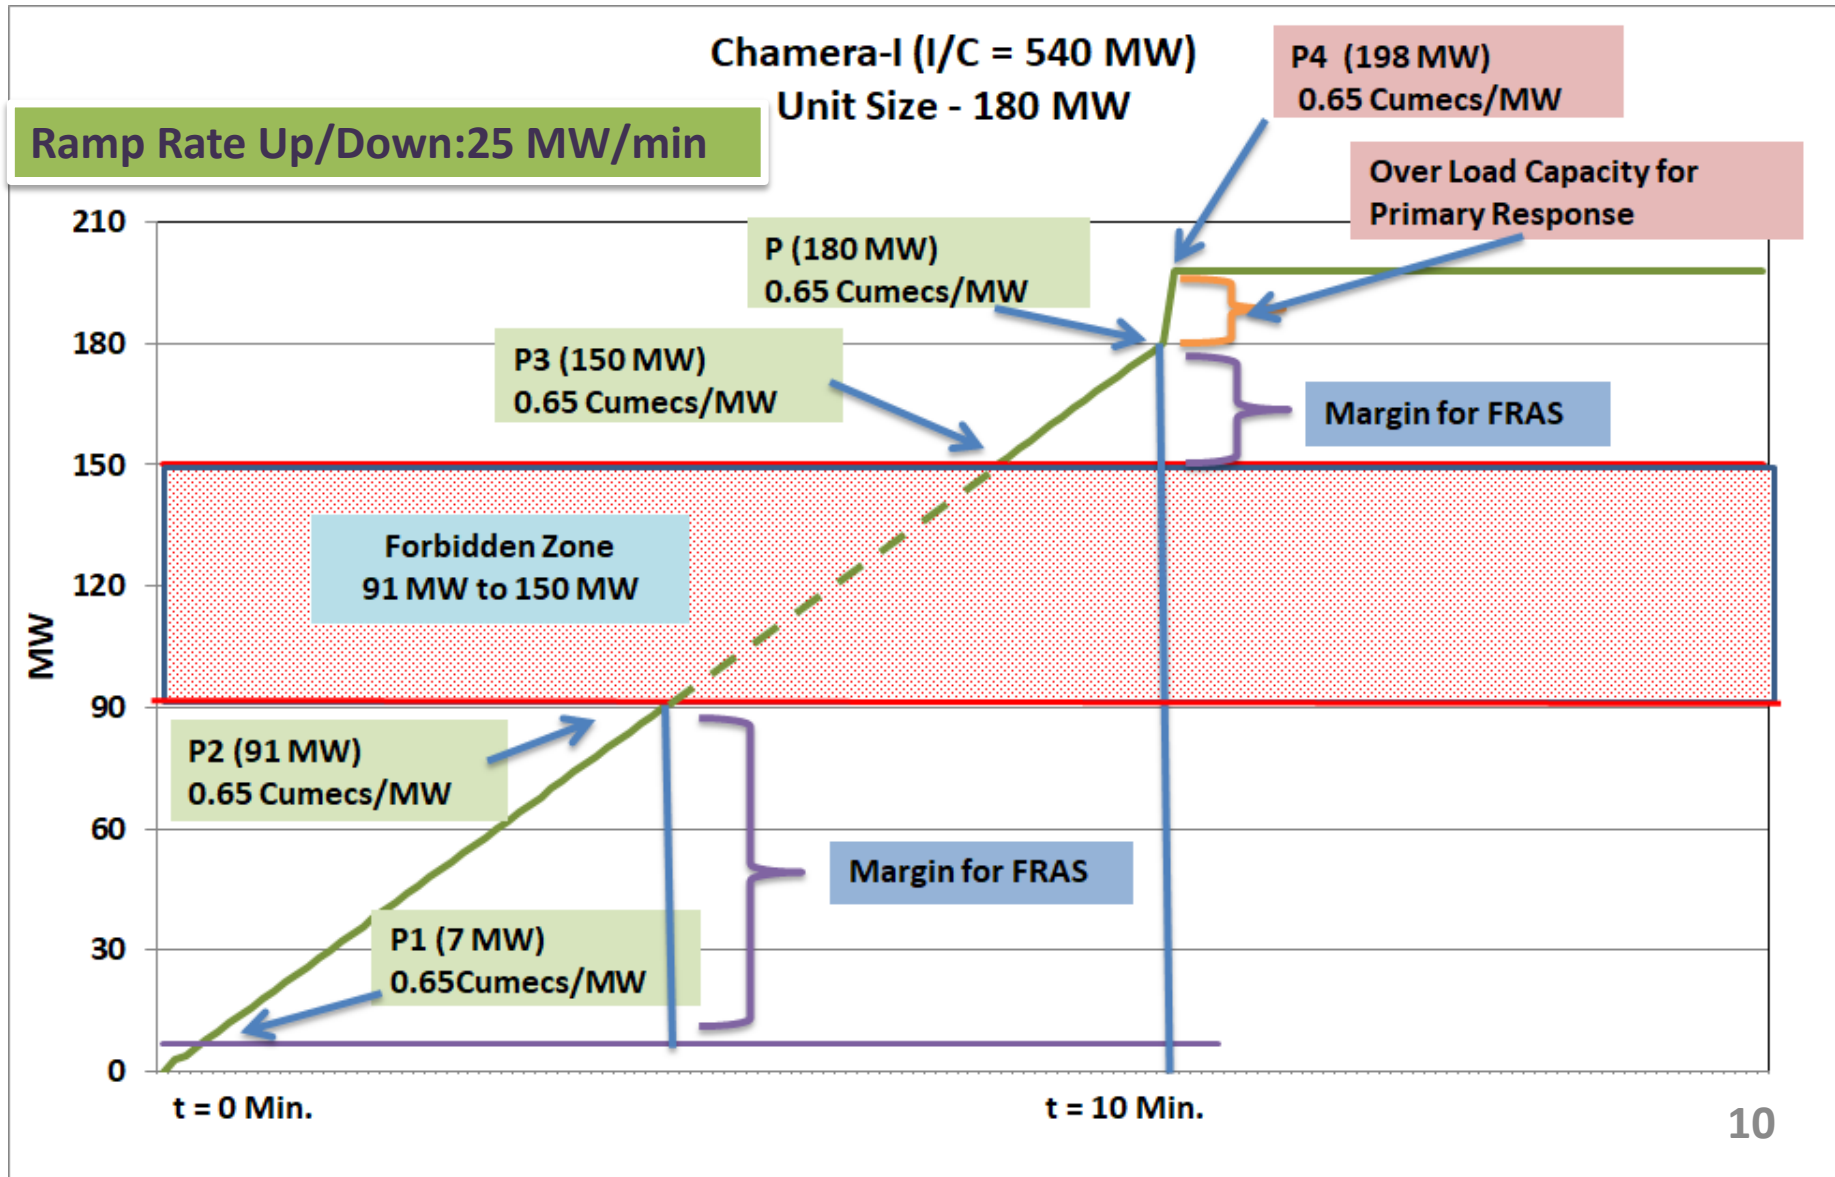 Chamera-I (I/C = 540 MW)
Unit Size - 180 MW
Ramp Rate Up/Down:25 MW/min
P4 (198 MW)
0.65 Cumecs/MW
Over Load Capacity for
Primary Response
P (180 MW)
0.65 Cumecs/MW
P3 (150 MW)
0.65 Cumecs/MW
Margin for FRAS
Forbidden Zone
91 MW to 150 MW
P2 (91 MW)
0.65 Cumecs/MW
Margin for FRAS
P1 (7 MW)
0.65Cumecs/MW
MW
210
180
150
120
90
60
30
0
t = 0 Min.
t = 10 Min.
10